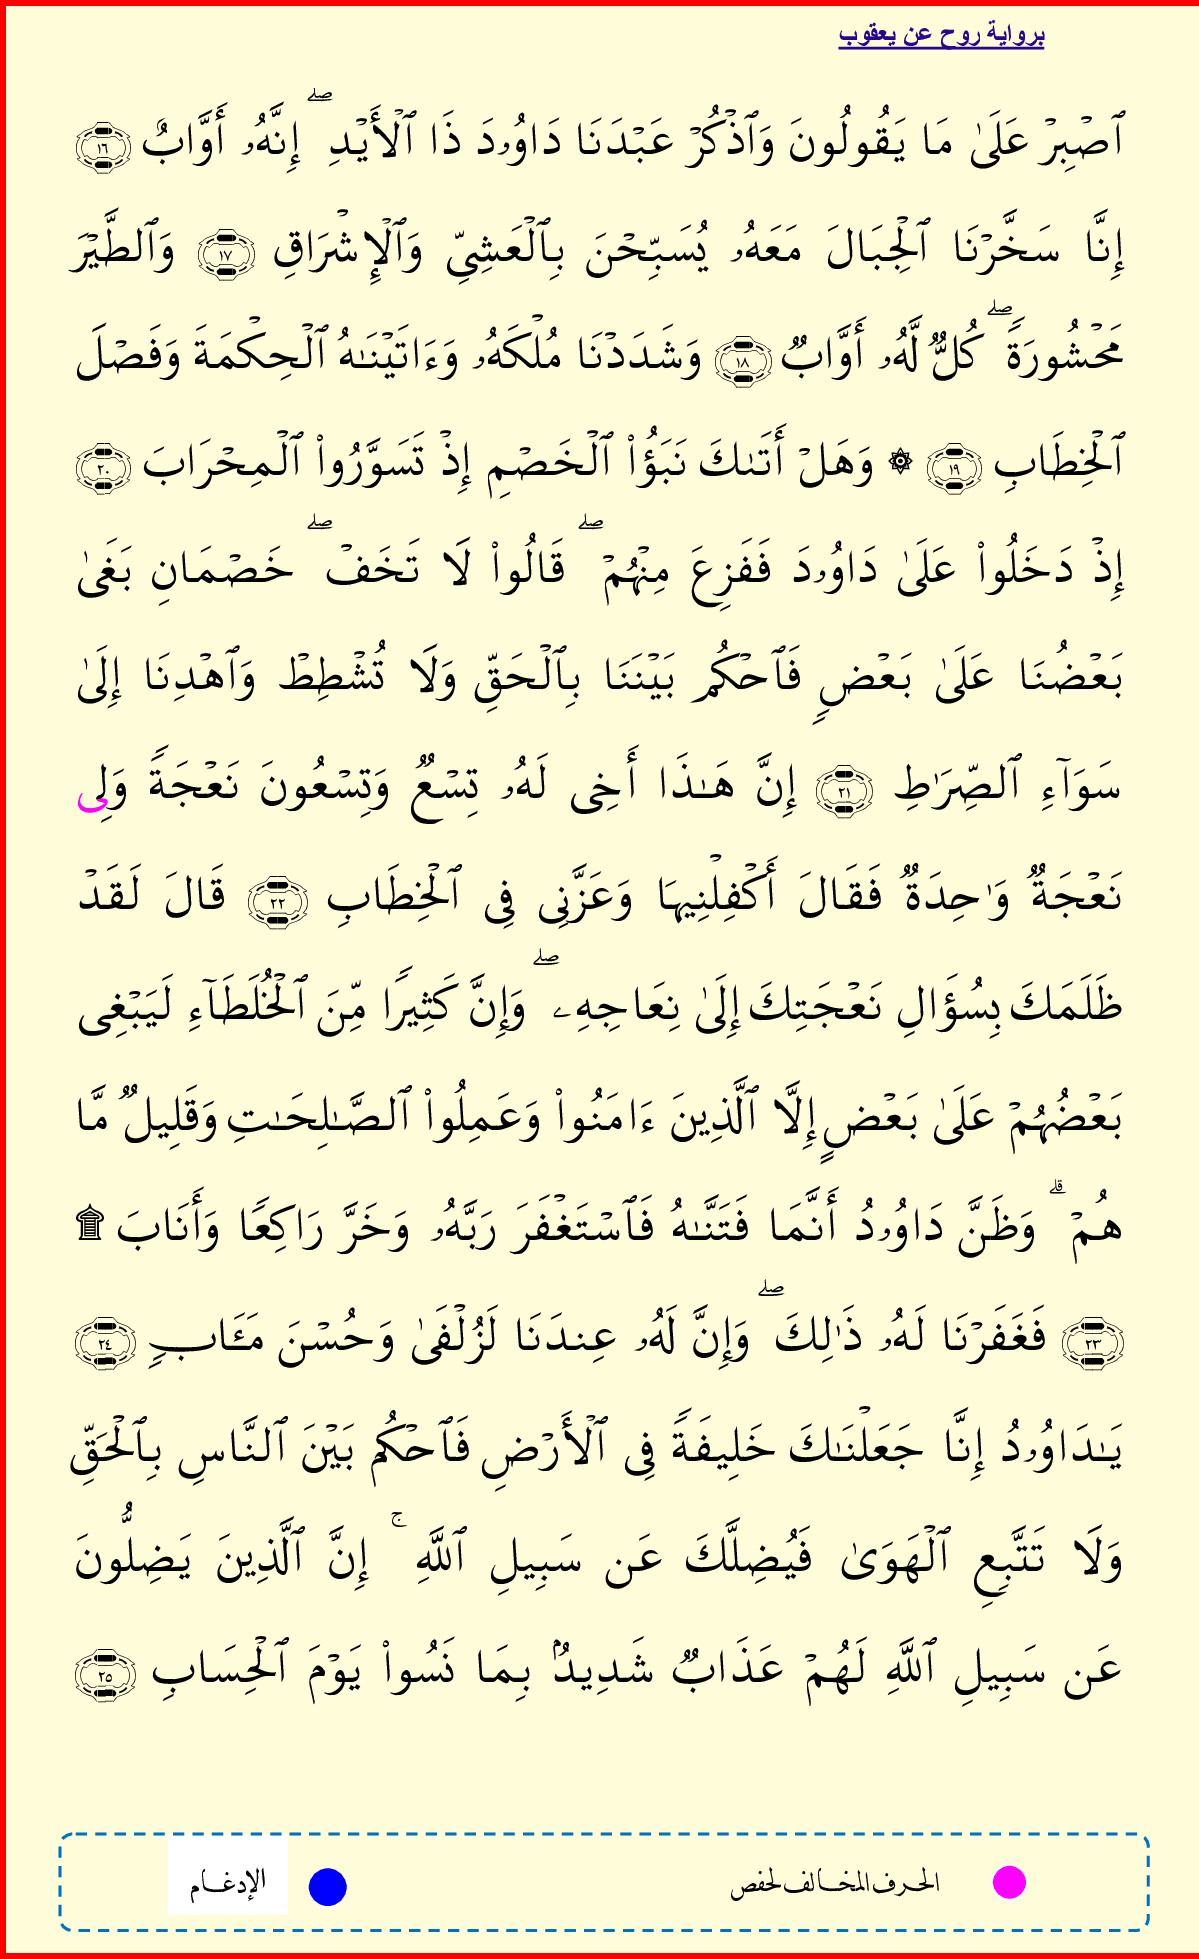 برواية روح عن يعقوب
ٱصْبِرْ عَلَىٰ مَا يَقُولُونَ وَٱذْكُرْ عَبْدَنَا دَاوُۥدَ ذَا ٱلْأَيْدِ ۖ إِنَّهُۥ أَوَّابٌ ١٦
إِنَّا سَخَّرْنَا ٱلْجِبَالَ مَعَهُۥ يُسَبِّحْنَ بِٱلْعَشِىِّ وَٱلْإِشْرَاقِ ١٧ وَٱلطَّيْرَ
مَحْشُورَةً ۖ كُلٌّ لَّهُۥ أَوَّابٌ ١٨ وَشَدَدْنَا مُلْكَهُۥ وَءَاتَيْنَـٰهُ ٱلْحِكْمَةَ وَفَصْلَ
ٱلْخِطَابِ ١٩ ۞ وَهَلْ أَتَىٰكَ نَبَؤُا۟ ٱلْخَصْمِ إِذْ تَسَوَّرُوا۟ ٱلْمِحْرَابَ ٢٠
إِذْ دَخَلُوا۟ عَلَىٰ دَاوُۥدَ فَفَزِعَ مِنْهُمْ ۖ قَالُوا۟ لَا تَخَفْ ۖ خَصْمَانِ بَغَىٰ
بَعْضُنَا عَلَىٰ بَعْضٍ فَٱحْكُم بَيْنَنَا بِٱلْحَقِّ وَلَا تُشْطِطْ وَٱهْدِنَا إِلَىٰ
سَوَآءِ ٱلصِّرَٰطِ ٢١ إِنَّ هَـٰذَا أَخِى لَهُۥ تِسْعٌ وَتِسْعُونَ نَعْجَةً وَلِى
نَعْجَةٌ وَٰحِدَةٌ فَقَالَ أَكْفِلْنِيهَا وَعَزَّنِى فِى ٱلْخِطَابِ ٢٢ قَالَ لَقَدْ
ظَلَمَكَ بِسُؤَالِ نَعْجَتِكَ إِلَىٰ نِعَاجِهِۦ ۖ وَإِنَّ كَثِيرًا مِّنَ ٱلْخُلَطَآءِ لَيَبْغِى
بَعْضُهُمْ عَلَىٰ بَعْضٍ إِلَّا ٱلَّذِينَ ءَامَنُوا۟ وَعَمِلُوا۟ ٱلصَّـٰلِحَـٰتِ وَقَلِيلٌ مَّا
هُمْ ۗ وَظَنَّ دَاوُۥدُ أَنَّمَا فَتَنَّـٰهُ فَٱسْتَغْفَرَ رَبَّهُۥ وَخَرَّ رَاكِعًا وَأَنَابَ ۩
٢٣ فَغَفَرْنَا لَهُۥ ذَٰلِكَ ۖ وَإِنَّ لَهُۥ عِندَنَا لَزُلْفَىٰ وَحُسْنَ مَـَٔابٍ ٢٤
يَـٰدَاوُۥدُ إِنَّا جَعَلْنَـٰكَ خَلِيفَةً فِى ٱلْأَرْضِ فَٱحْكُم بَيْنَ ٱلنَّاسِ بِٱلْحَقِّ
وَلَا تَتَّبِعِ ٱلْهَوَىٰ فَيُضِلَّكَ عَن سَبِيلِ ٱللَّهِ ۚ إِنَّ ٱلَّذِينَ يَضِلُّونَ
عَن سَبِيلِ ٱللَّهِ لَهُمْ عَذَابٌ شَدِيدٌۢ بِمَا نَسُوا۟ يَوْمَ ٱلْحِسَابِ ٢٥
الحرف المخالف لحفص الإدغام